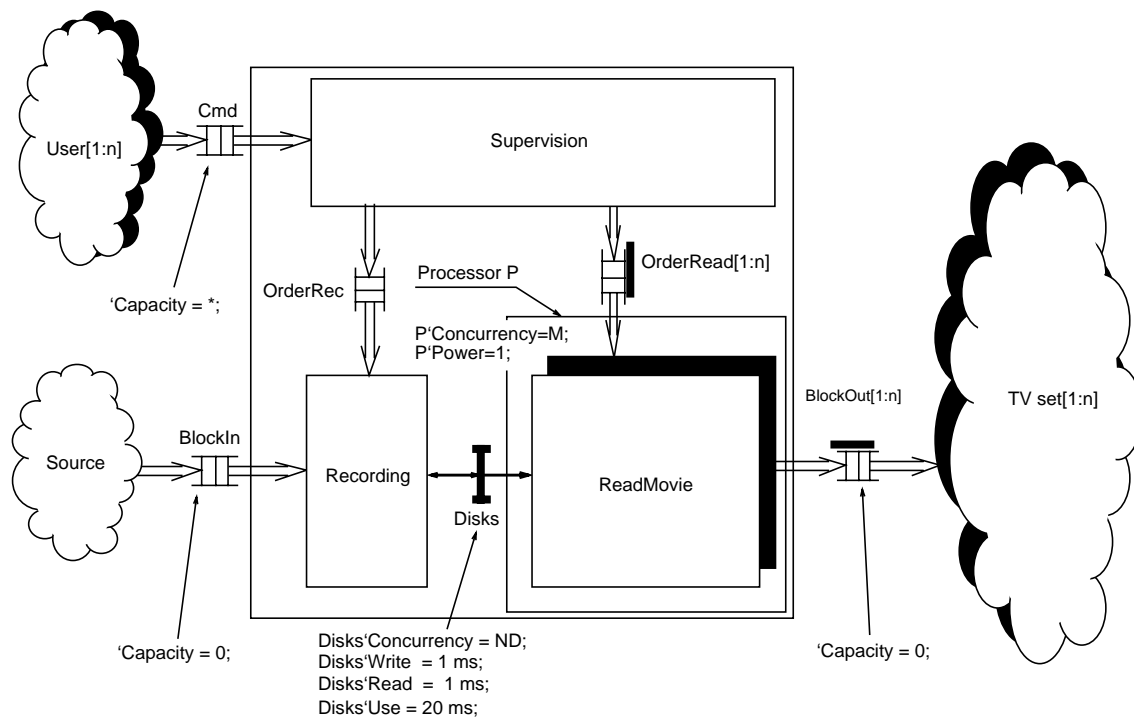 Cmd
User[1:n]
Supervision
OrderRead[1:n]
Processor P
OrderRec
‘Capacity = *;
P‘Concurrency=M;
P‘Power=1;
BlockOut[1:n]
TV set[1:n]
BlockIn
Source
Recording
ReadMovie
Disks
Disks‘Concurrency = ND;
‘Capacity = 0;
‘Capacity = 0;
Disks‘Write = 1 ms;
Disks‘Read = 1 ms;
Disks‘Use = 20 ms;